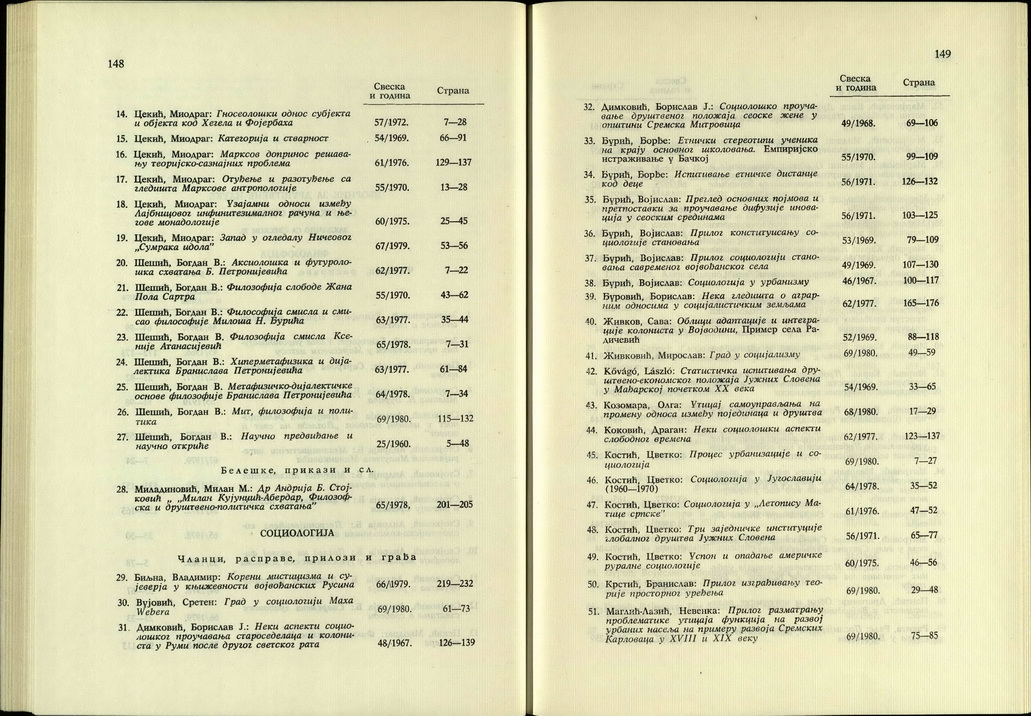 148
Свеска
и година
Страна
14. Цекић, Миодраг: Гносеолошки однос субјекта
и објекта код Хегела и Фојербаха 57/1972. 7—28
15. Цекић, Миодраг: Категорија и стварност 54/1969. 66—91
16. Цекић, Миодраг: Марксов допринос решава-
њу теоријско-сазнајних проблема 61/1976. 129—137
17. Цекић, Миодраг: Отуђење и разотуђење са
гледишта Марксове антропологије 55/1970. 13—28
18. Цекић, Миодраг: Узајамни односи између
Лајбницовог инфинитезималног рачуна и ње-
гове монадологије 60/1975. 25—45
19. Цекић, Миодраг: Запад у огледалу Ничеовог
„Сумрака идола" 67/1979. 53—56
20. Шешић, Богдан В.: Аксиолошка и футуроло-
шка схватања Б. Петронијевића 62/1977. 7—22
21. Шешић, Богдан В.: Филозофија слободе Жана
Пола Сартра 55/1970. 43—62
22. Шешић, Богдан В.: Филозофија смисла и сми-
сао философије Милоша Н. Ђурића 63/1977. 35—44
23. Шешић, Богдан В. Филозофија смисла Ксе-
није Атанасијевић 65/1978. 7—31
24. Шешић, Богдан В.: Хиперметафизика и дија-
лектика Бранислава Петронијевића 63/1977. 61—84
25. Шешић, Богдан В. Метафизичко-дијалектичке
основе филозофије Бранислава Петронијевића 64/1978. 7—34
26. Шешић, Богдан В.: Мит, филозофија и поли-
тика 69/1980. 115—132
27. Шешић, Богдан В.: Научно предвиђање и
научно откриће 25/1960. 5—48
Белешке, прикази и сл.
28. Миладиновић, Милан М.: Др Андрија Б. Стој-
ковић „ „Милан Кујунџић-Абердар, Филозоф-
ска и друштвено-политичка схватања" 65/1978, 201—205
СОЦИОЛОГИЈА
Чланци, расправе, прилози и грађа
29. Биљна, Владимир: Корени мистицизма и су-
јеверја у књижевности војвођанских Русина 66/1979. 219—232
30. Вујовић, Сретен: Град у социологији Маха
Webera 69/1980. 61—73
31. Димковић, Борислав Ј.: Неки аспекти социо-
лошког проучавања староседелаца и колони-
ста у Руми после другог светског рата 48/1967. 126—139
149
Свеска
и година
Страна
32. Димковић, Борислав Ј.: Социолошко проуча-
вање друштвеног положаја сеоске жене у
општини Сремска Митровица 49/1968. 69—106
33. Ђурић, Ђорђе: Етнички стереотипи ученика
на крају основног школовања. Емпиријско
истраживање у Бачкој 55/1970. 99—109
34. Ђурић, Ђорђе: Испитивање етничке дистанце
код деце 56/1971. 126—132
35. Ђурић, Војислав: Преглед основних појмова и
претпоставки за проучавање дифузије инова-
ција у сеоским срединама 56/1971. 103—125
36. Ђурић, Војислав: Прилог конституисању со-
циологије становања 53/1969. 79—109
37. Ђурић, Војислав: Прилог социологији стано-
вања савременог војвођанског села 49/1969. 107—130
38. Ђурић, Војислав: Социологија у урбанизму 46/1967. 100—117
39. Ђуровић, Борислав: Нека гледишта о аграр-
ним односима у социјалистичким земљама 62/1977. 165—176
40. Живков, Сава: Облици адаптације и интегра-
ције колониста у Војводини, Пример села Ра-
дичевић 52/1969. 88—118
41. Живковић, Мирослав: Град у социјализму 69/1980. 49—59
42. Kővágó, László: Статистичка испитивања дру-
штвено-економског положаја Јужних Словена
у Мађарској почетком XX века 54/1969. 33—65
43. Козомара, Олга: Утицај самоуправљања на
промену односа између појединаца и друштва 68/1980. 17—29
44. Коковић, Драган: Неки социолошки аспекти
слободног времена 62/1977. 123—137
45. Костић, Цветко: Процес урбанизације и со-
циологија 69/1980. 7—27
46. Костић, Цветко: Социологија у Југославији
(1960—1970) 64/1978. 35—52
47. Костић, Цветко: Социологија у „Летопису Ма-
тице српске" 61/1976. 47—52
48. Костић, Цветко: Три заједничке институције
глобалног друштва Јужних Словена 56/1971. 65—77
49. Костић, Цветко: Успон и опадање америчке
руралне социологије 60/1975. 46—56
50. Крстић, Бранислав: Прилог изграђивању тео-
рије просторног уређења 69/1980. 29—48
51. Маглић-Лазић, Невенка: Прилог разматрању
проблематике утицаја функција на развој
урбаних насеља на примеру развоја Сремских
Карловаца у XVIII и XIX веку 69/1980. 75—85